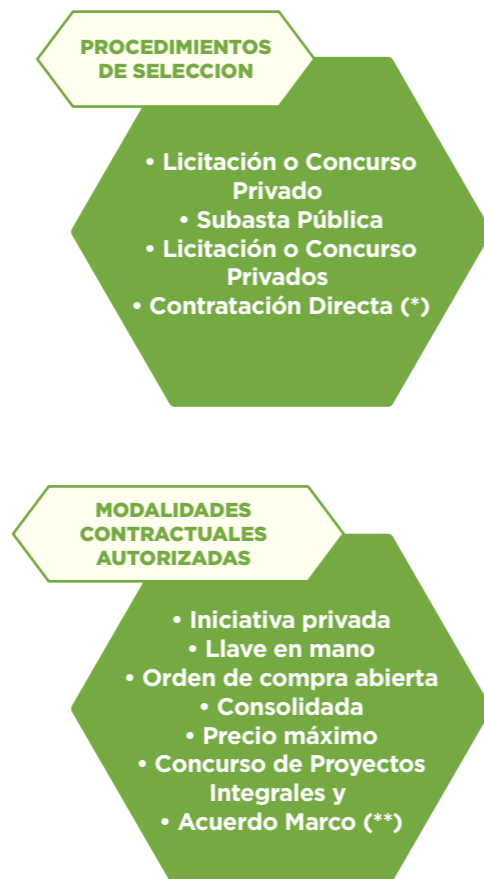 PROCEDIMIENTOS
DE SELECCION
• Licitación o Concurso
Privado
• Subasta Pública
• Licitación o Concurso
Privados
• Contratación Directa (*)
MODALIDADES
CONTRACTUALES
AUTORIZADAS
• Iniciativa privada
• Llave en mano
• Orden de compra abierta
• Consolidada
• Precio máximo
• Concurso de Proyectos
Integrales y
• Acuerdo Marco (**)